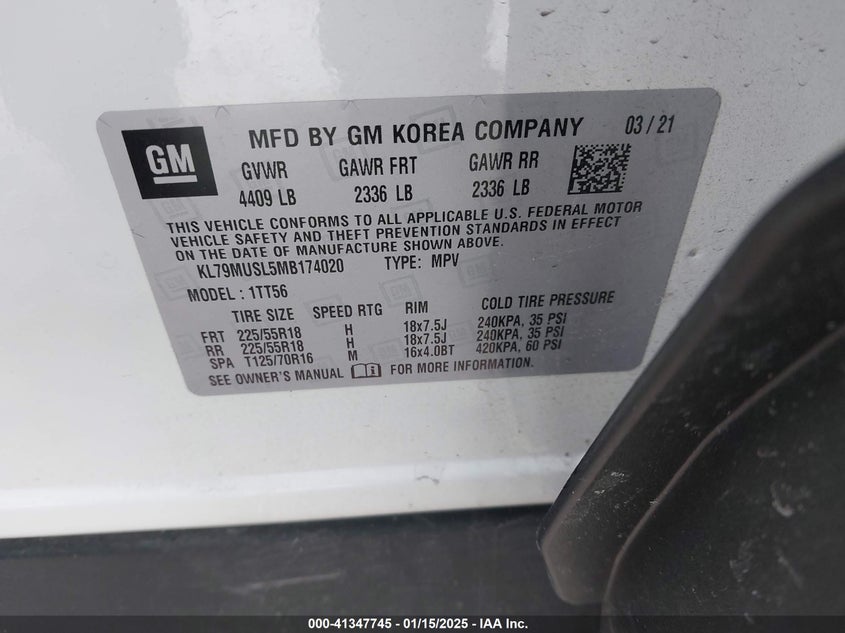 GM
MFD BY GM KOREA COMPANY 03 / 21
GVWR GAWR FRT GAWR RR
4409 LB 2336 LB 2336 LB
THIS VEHICLE CONFORMS TO ALL APPLICABLE U.S. FEDERAL MOTOR
VEHICLE SAFETY AND THEFT PREVENTION STANDARDS IN EFFECT
ON THE DATE OF MANUFACTURE SHOWN ABOVE.
KL79MUSL5MB174020 TYPE: MPV
MODEL : 1TT56
TIRE SIZE SPEED RTG RIM COLD TIRE PRESSURE
FRT 225/55R18 H 18x7.5J 240KPA, 35 PSI
RR 225/55R18 H 18x7.5J 240KPA, 35 PSI
SPA T125/70R16 M 16x4.0BT 420KPA, 60 PSI
SEE OWNER'S MANUAL FOR MORE INFORMATION.
000-41347745 - 01/15/2025 - IAA Inc.